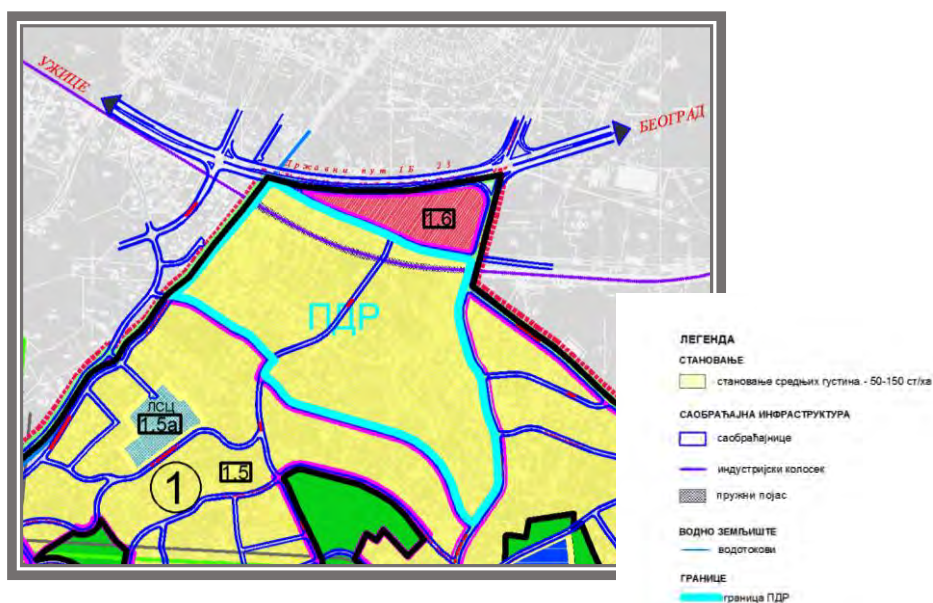 УЖИЦЕ
БЕОГРАД
Државни пут 1Б 23
1.6
ПДР
ЛСЦ
1.5а
1.5
1
ЛЕГЕНДА
СТАНОВАЊЕ
становање средњих густина - 50-150 ст/ха
САОБРАЋАЈНА ИНФРАСТРУКТУРА
саобраћајнице
индустријски колосек
пружни појас
ВОДНО ЗЕМЉИШТЕ
водотокови
ГРАНИЦЕ
граница ПДР